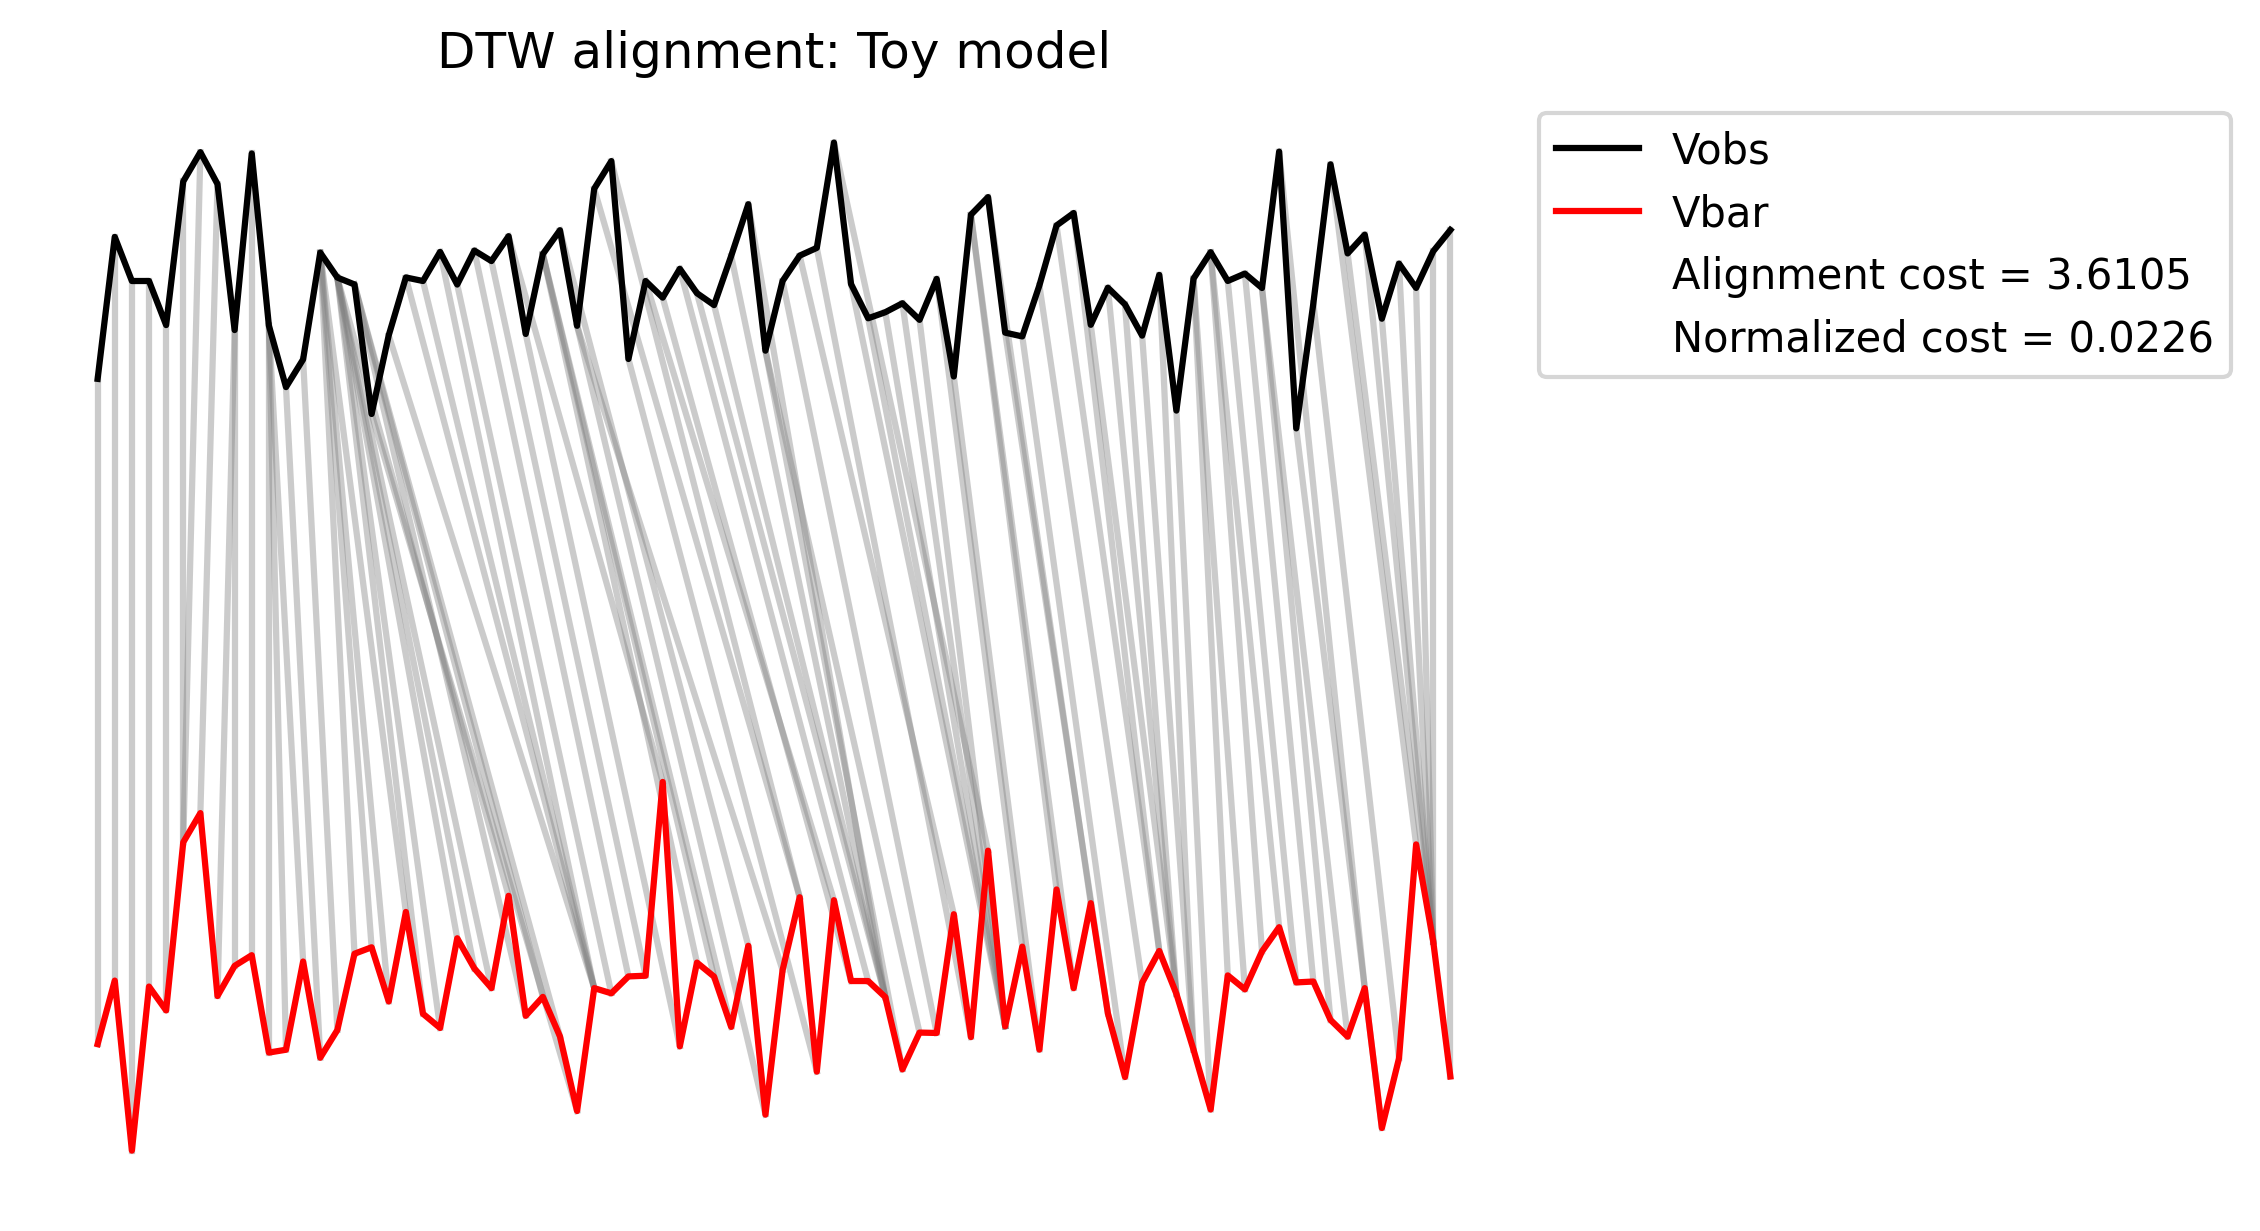 DTW alignment: Toy model
Vobs
Vbar
Alignment cost = 3.6105
Normalized cost = 0.0226